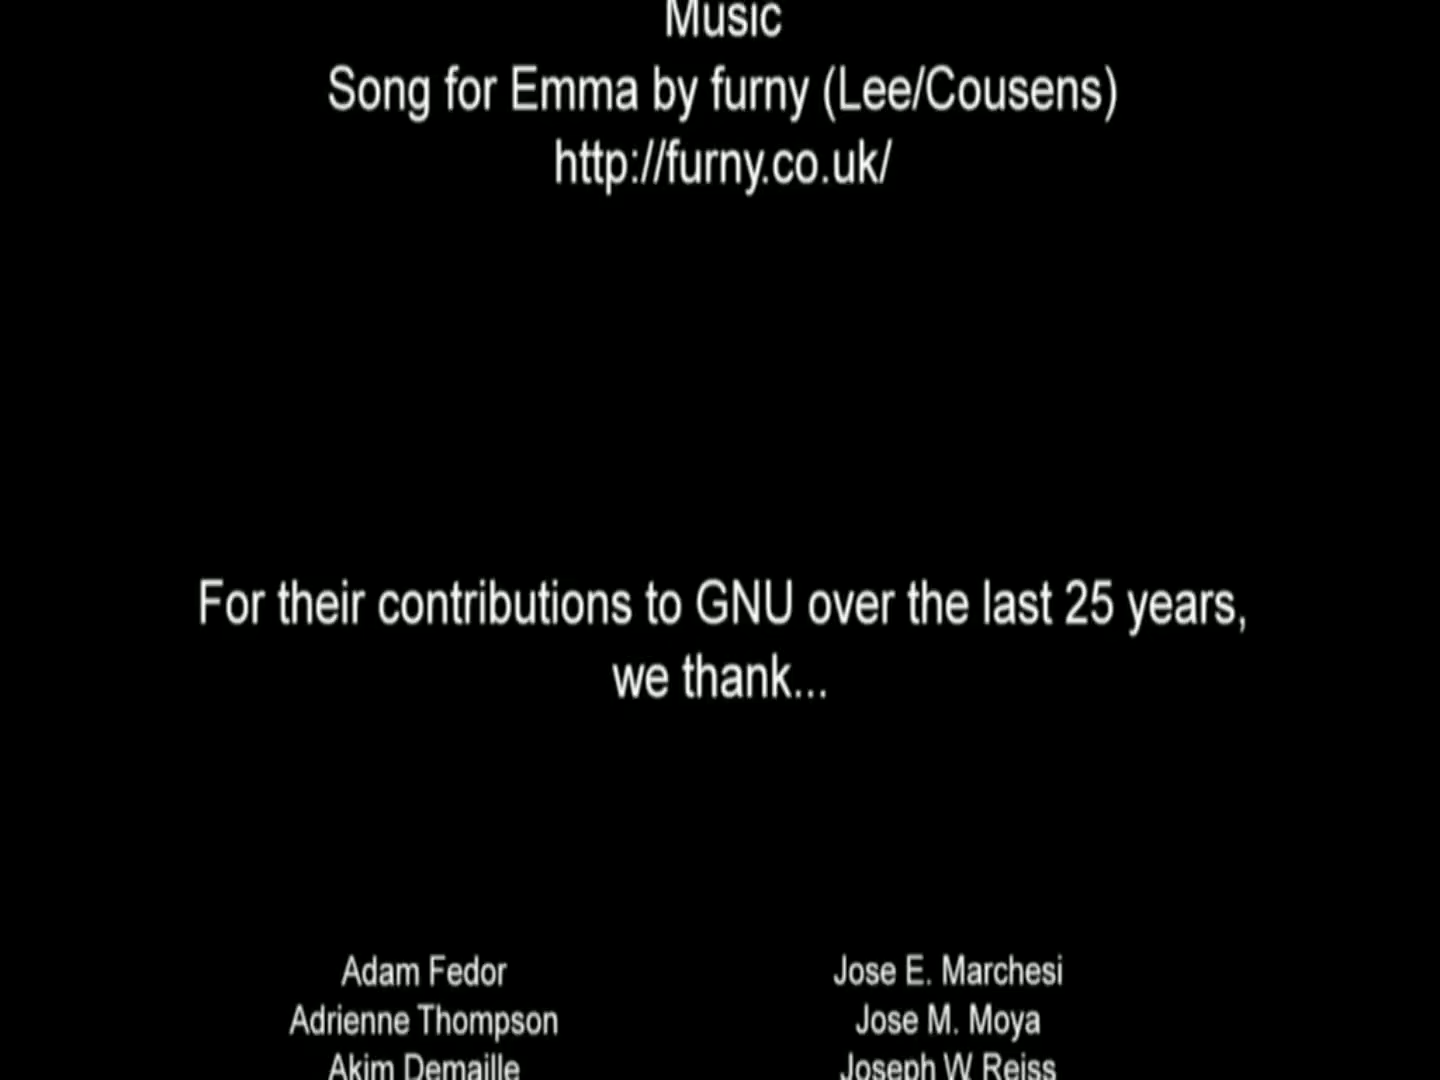 Music
Song for Emma by furny (Lee/Cousens)
http://furny.co.uk/
For their contributions to GNU over the last 25 years,
we thank...
Adam Fedor
Jose E. Marchesi
Adrienne Thompson
Jose M. Moya
Akim Demaille
Joseph W. Reiss